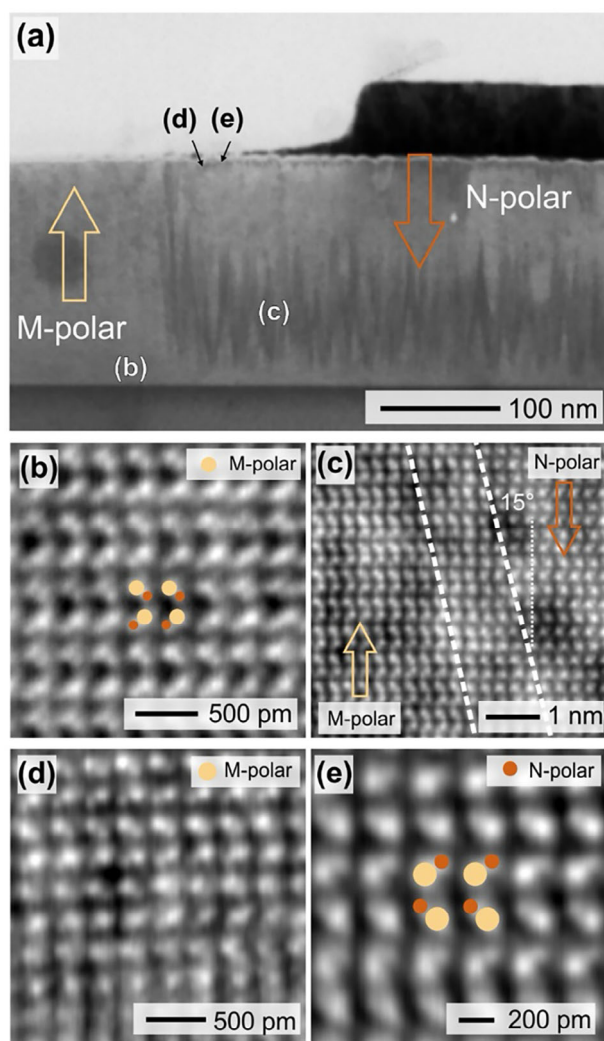 (a)
(d)
(e)
N-polar
M-polar
(c)
(b)
100 nm
(b)
M-polar
500 pm
(c)
N-polar
15°
M-polar
1 nm
(d)
M-polar
500 pm
(e)
N-polar
200 pm